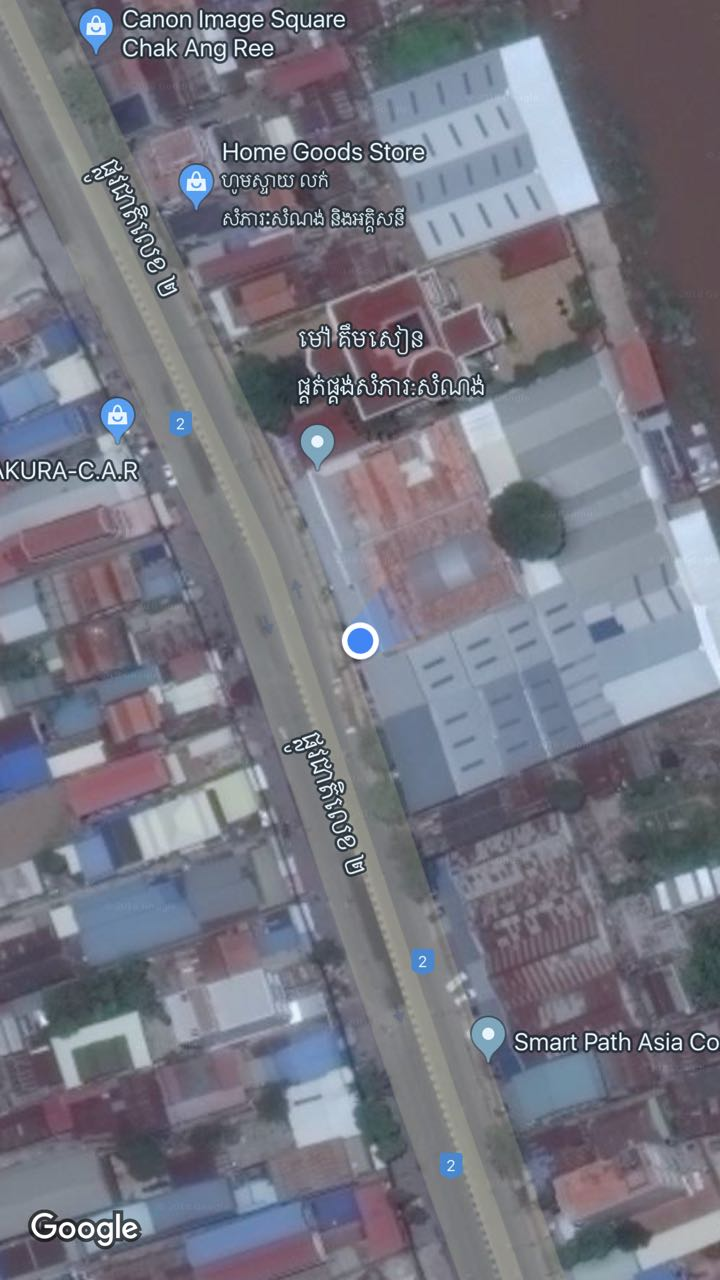 Canon Image Square
Chak Ang Ree
Home Goods Store
ហូមស្តាយ លក់
សំភារៈសំណង់ និងអគ្គិសនី
ផ្លូវជាតិលេខ ២
ម៉ៅ គឹមសៀន
ផ្គត់ផ្គង់សំភារៈសំណង់
2
AKURA-C.A.R
ផ្លូវជាតិលេខ ២
2
Smart Path Asia Co
2
Google